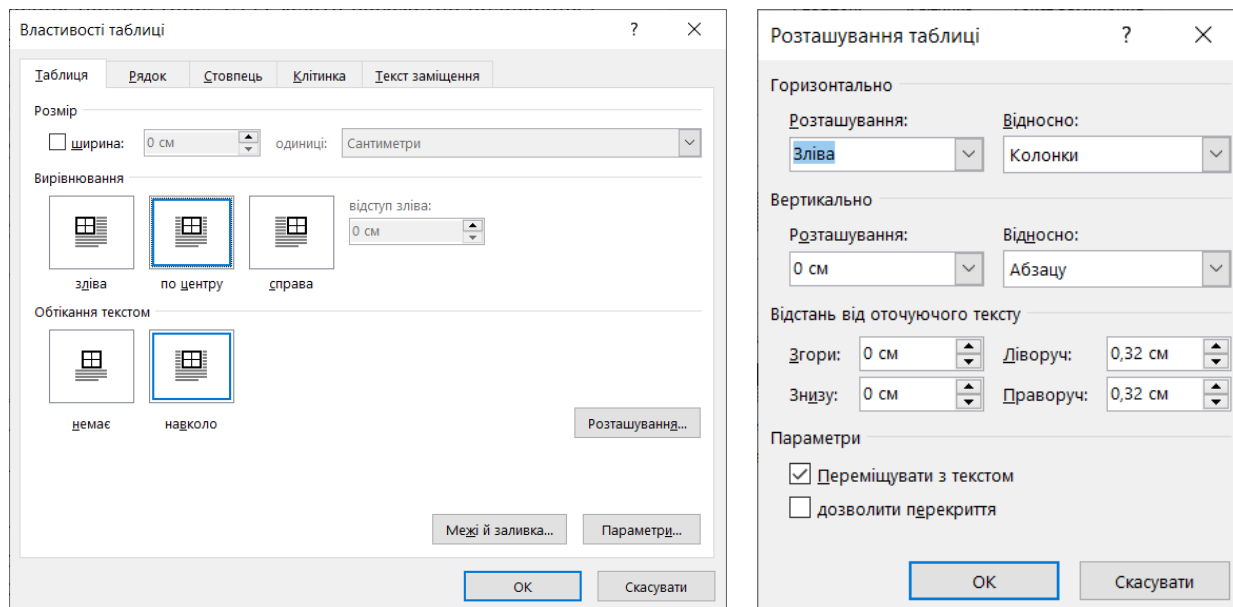 Властивості таблиці ?
Таблиця Рядок Стовпець Клітинка Текст заміщення
Розмір
ширина: 0 см одиниці: Сантиметри
Вирівнювання
відступ зліва:
0 см
зліва по центру справа
Обтікання текстом
немає навколо
Розташування...
Межі й заливка... Параметри...
ОК Скасувати
Розташування таблиці ?
Горизонтально
Розташування: Відносно:
Зліва Колонки
Вертикально
Розташування: Відносно:
0 см Абзацу
Відстань від оточуючого тексту
Згори: 0 см Ліворуч: 0,32 см
Знизу: 0 см Праворуч: 0,32 см
Параметри
Переміщувати з текстом
дозволити перекриття
ОК Скасувати